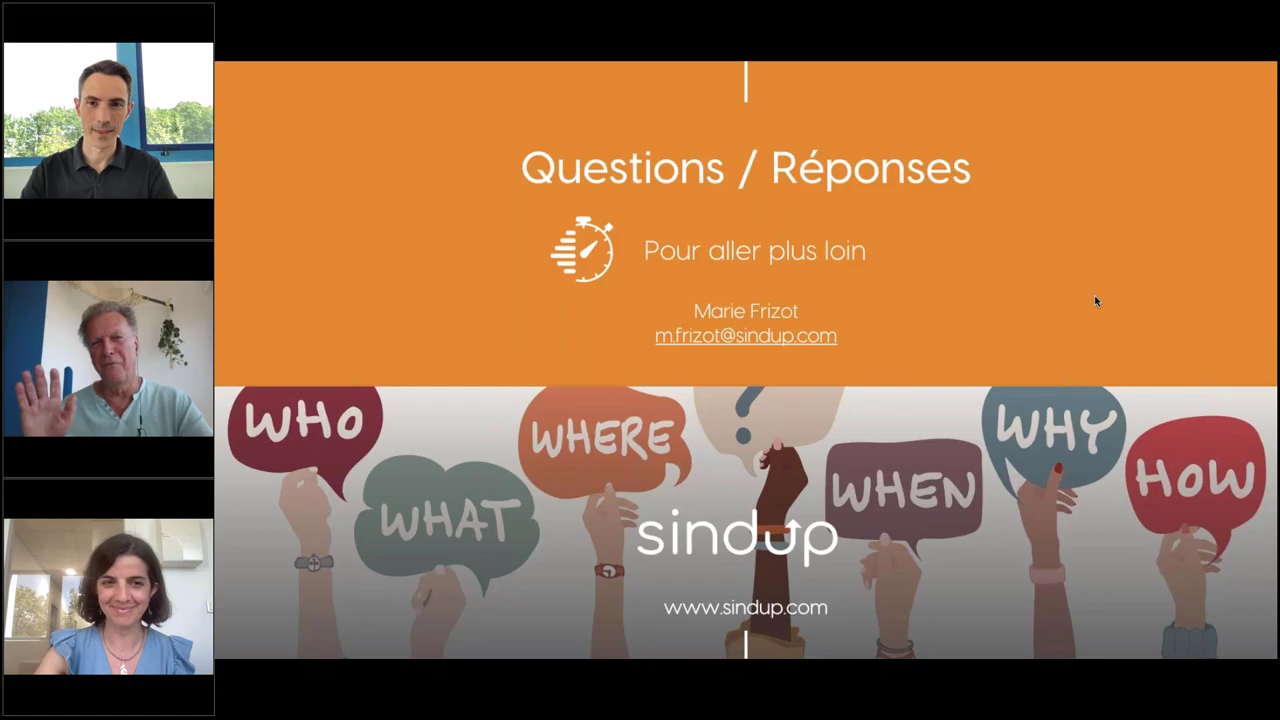 Questions / Réponses
Pour aller plus loin
Marie Frizot
m.frizot@sindup.com
WHO
WHAT
WHERE
?
WHEN
WHY
HOW
sindup
www.sindup.com